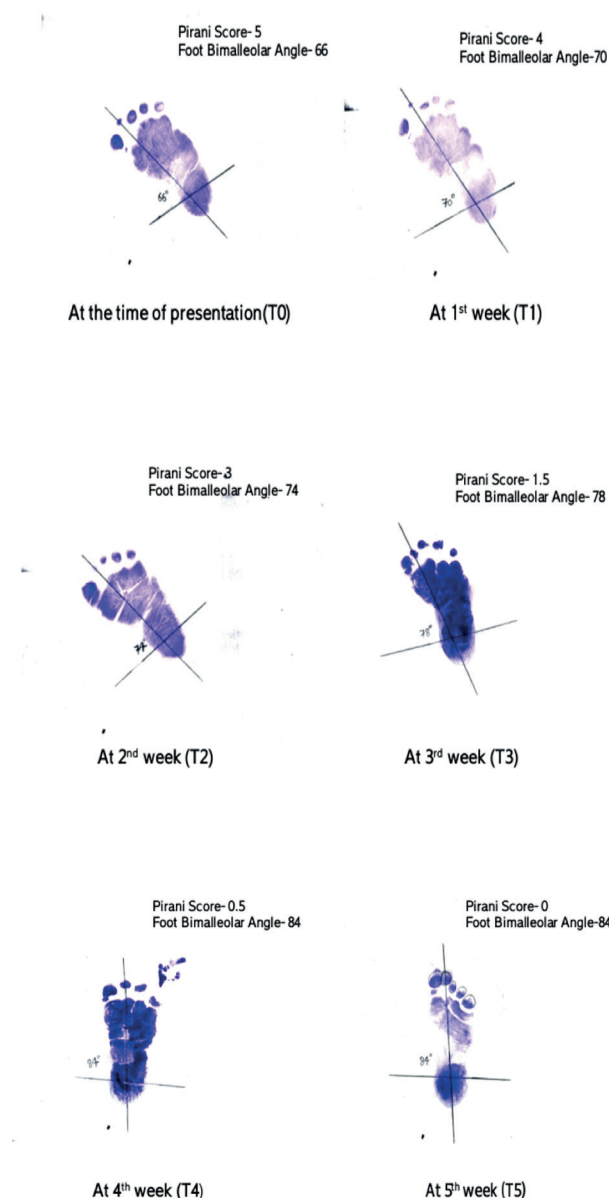 Pirani Score- 5
Foot Bimalleolar Angle- 66
Pirani Score- 4
Foot Bimalleolar Angle-70
66°
70°
At the time of presentation(T0)
At 1st week (T1)
Pirani Score-3
Foot Bimalleolar Angle- 74
Pirani Score- 1.5
Foot Bimalleolar Angle- 78
74°
78°
At 2nd week (T2)
At 3rd week (T3)
Pirani Score- 0.5
Foot Bimalleolar Angle- 84
Pirani Score- 0
Foot Bimalleolar Angle-84
84°
84°
At 4th week (T4)
At 5th week (T5)